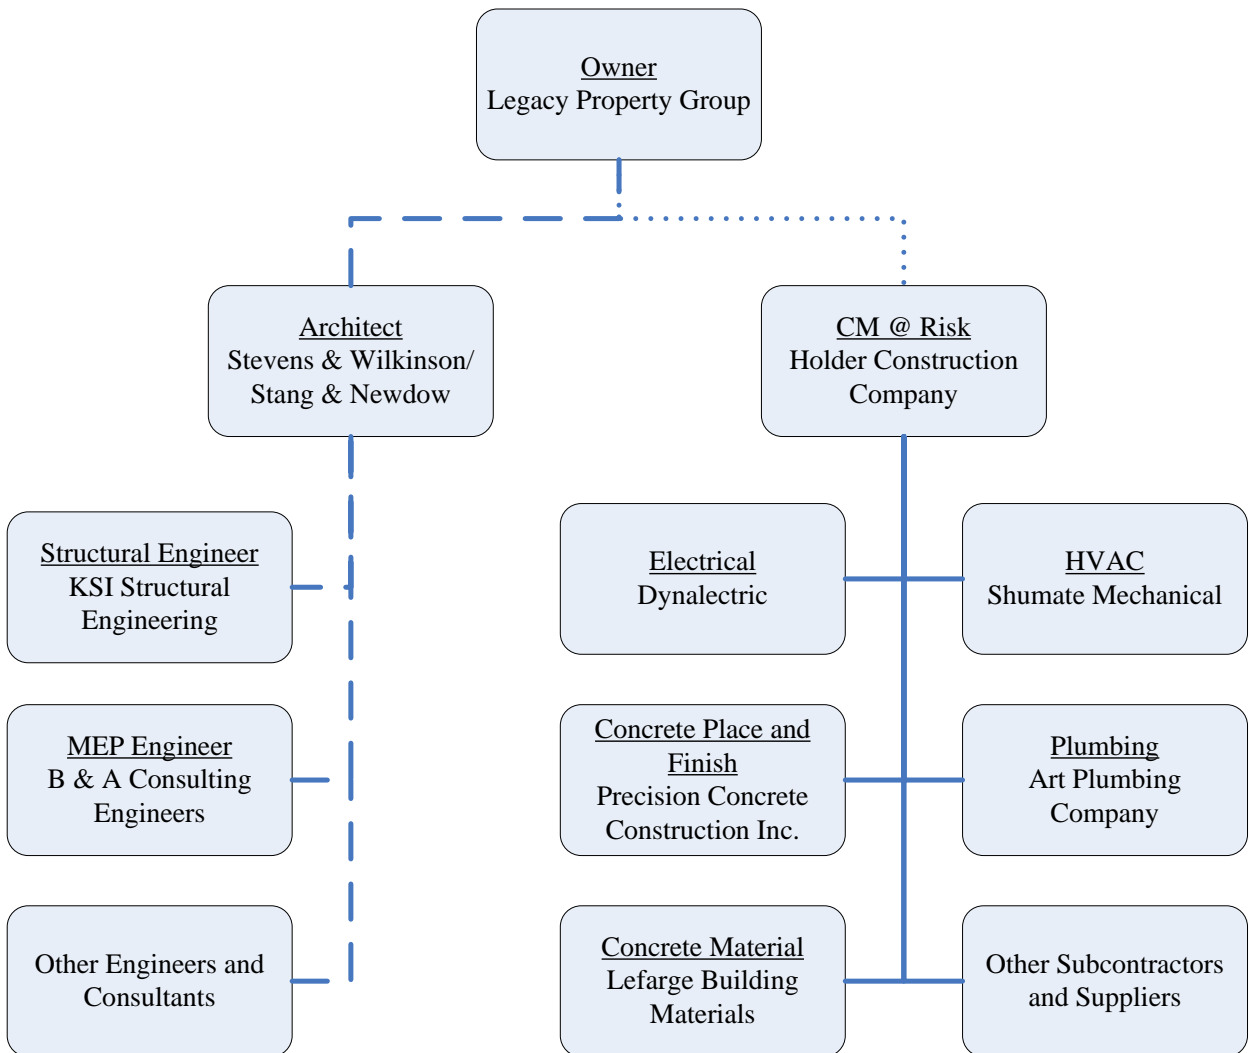 Owner
Legacy Property Group
Architect
Stevens & Wilkinson/
Stang & Newdow
CM @ Risk
Holder Construction
Company
Structural Engineer
KSI Structural
Engineering
Electrical
Dynalectric
HVAC
Shumate Mechanical
MEP Engineer
B & A Consulting
Engineers
Concrete Place and
Finish
Precision Concrete
Construction Inc.
Plumbing
Art Plumbing
Company
Other Engineers and
Consultants
Concrete Material
Lefarge Building
Materials
Other Subcontractors
and Suppliers